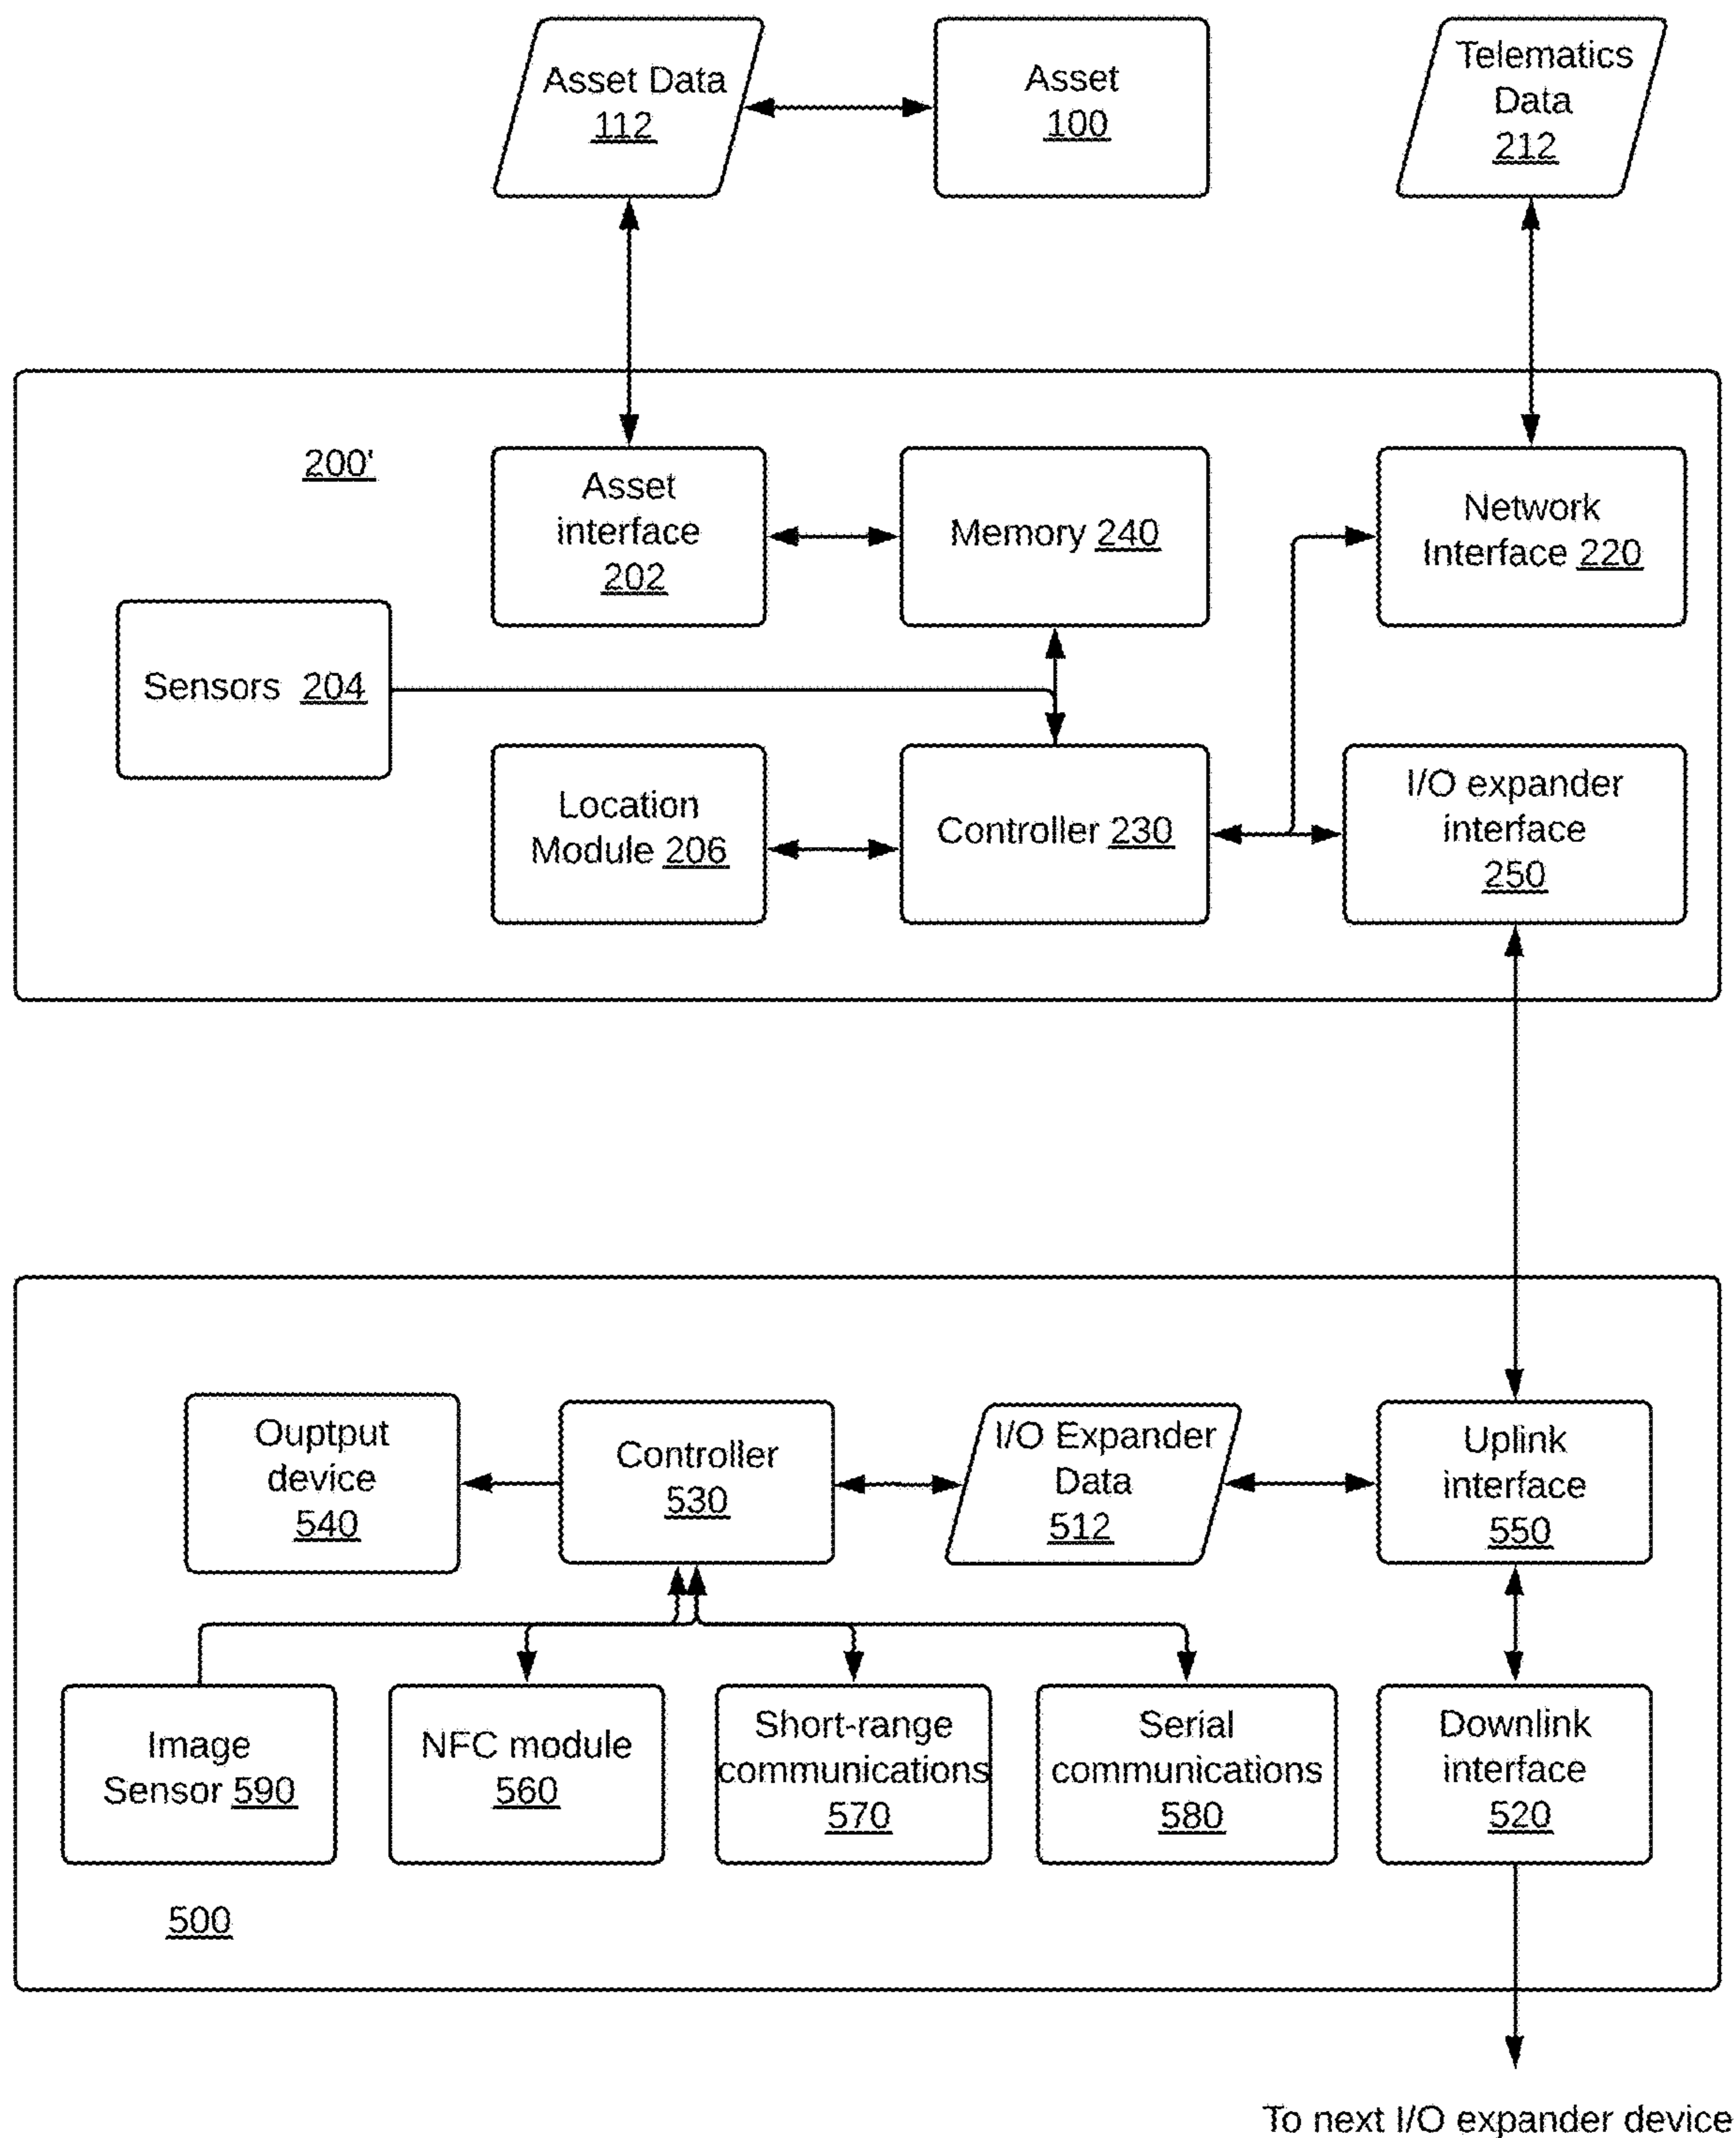 Asset Data
112
Asset
100
Telematics
Data
212
200'
Asset
interface
202
Memory 240
Network
Interface 220
Sensors 204
Location
Module 206
Controller 230
I/O expander
interface
250
Ouptput
device
540
Controller
530
I/O Expander
Data
512
Uplink
interface
550
Image
Sensor 590
NFC module
560
Short-range
communications
570
Serial
communications
580
Downlink
interface
520
500
To next I/O expander device